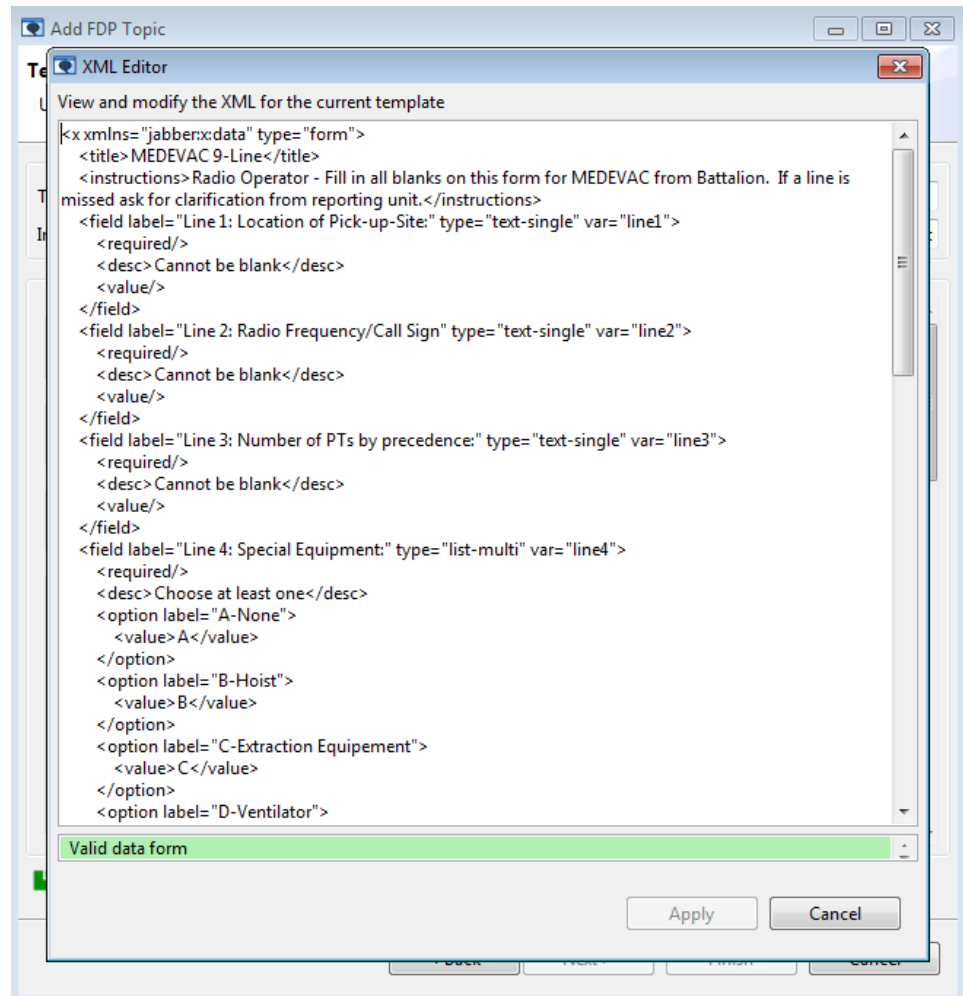 Add FDP Topic
XML Editor
View and modify the XML for the current template
<x xmlns="jabber:x:data" type="form">
<title>MEDEVAC 9-Line</title>
<instructions>Radio Operator - Fill in all blanks on this form for MEDEVAC from Battalion.  If a line is
missed ask for clarification from reporting unit.</instructions>
<field label="Line 1: Location of Pick-up-Site:" type="text-single" var="line1">
<required/>
<desc>Cannot be blank</desc>
<value/>
</field>
<field label="Line 2: Radio Frequency/Call Sign" type="text-single" var="line2">
<required/>
<desc>Cannot be blank</desc>
<value/>
</field>
<field label="Line 3: Number of PTs by precedence:" type="text-single" var="line3">
<required/>
<desc>Cannot be blank</desc>
<value/>
</field>
<field label="Line 4: Special Equipment:" type="list-multi" var="line4">
<required/>
<desc>Choose at least one</desc>
<option label="A-None">
<value>A</value>
</option>
<option label="B-Hoist">
<value>B</value>
</option>
<option label="C-Extraction Equipement">
<value>C</value>
</option>
<option label="D-Ventilator">
Valid data form
Apply Cancel